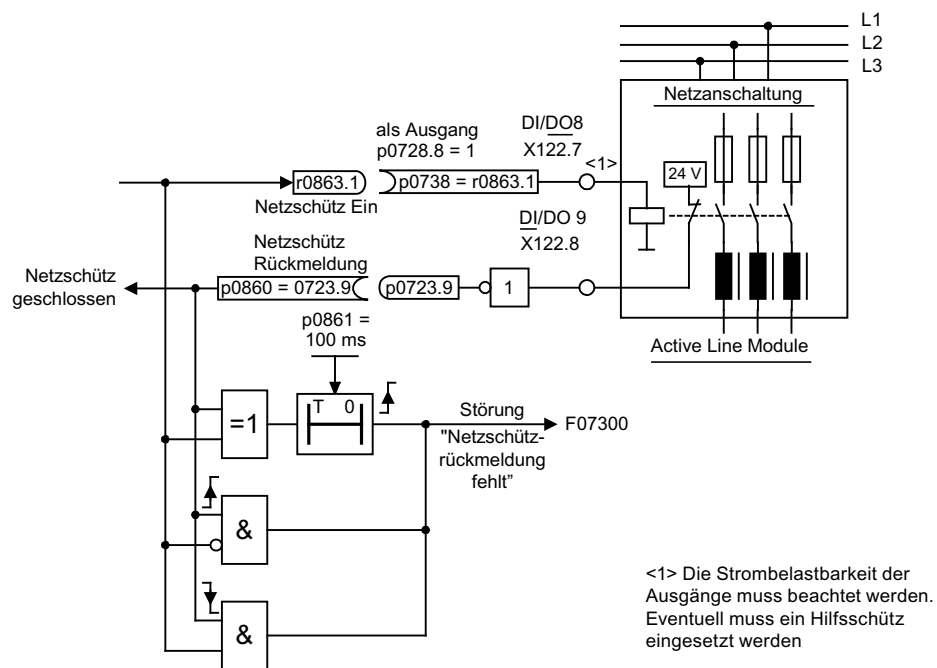 L1
L2
L3
Netzanschaltung
als Ausgang
p0728.8 = 1
DI/DO8
X122.7
<1>
24 V
r0863.1
p0738 = r0863.1
Netzschütz Ein
DI/DO 9
X122.8
Netzschütz
Rückmeldung
Netzschütz
geschlossen
p0860 = 0723.9
p0723.9
1
p0861 =
100 ms
Active Line Module
T 0
=1
Störung
"Netzschütz-
rückmeldung
fehlt"
F07300
&
&
<1> Die Strombelastbarkeit der
Ausgänge muss beachtet werden.
Eventuell muss ein Hilfsschütz
eingesetzt werden